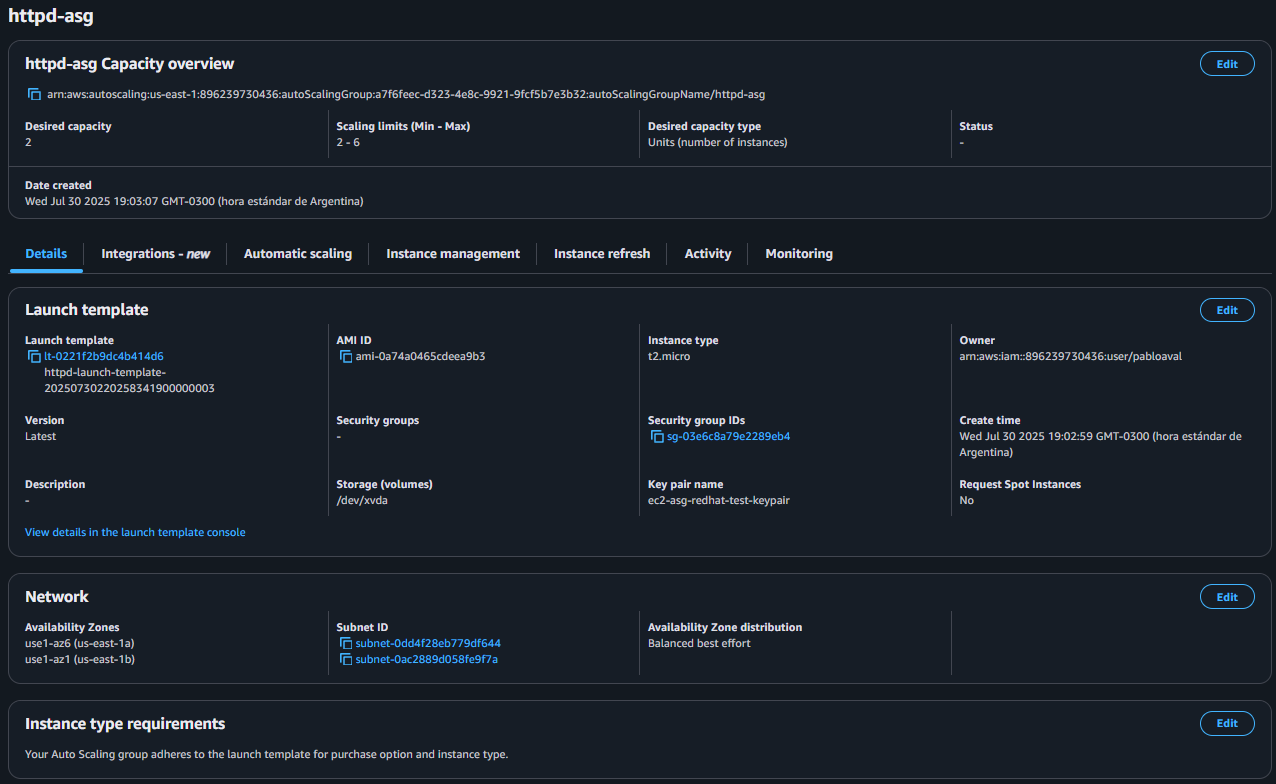 httpd-asg
httpd-asg Capacity overview
Edit
arn:aws:autoscaling:us-east-1:896239730436:autoScalingGroup:a7f6feec-d323-4e8c-9921-9fcf5b7e3b32:autoScalingGroupName/httpd-asg
Desired capacity
2
Scaling limits (Min - Max)
2 - 6
Desired capacity type
Units (number of instances)
Status
-
Date created
Wed Jul 30 2025 19:03:07 GMT-0300 (hora estándar de Argentina)
Details
Integrations - new
Automatic scaling
Instance management
Instance refresh
Activity
Monitoring
Launch template
Edit
Launch template
lt-0221f2b9dc4b414d6
httpd-launch-template-
20250730220258341900000003
AMI ID
ami-0a74a0465cdeea9b3
Instance type
t2.micro
Owner
arn:aws:iam::896239730436:user/pabloaval
Version
Latest
Security groups
-
Security group IDs
sg-03e6c8a79e2289eb4
Create time
Wed Jul 30 2025 19:02:59 GMT-0300 (hora estándar de
Argentina)
Description
-
Storage (volumes)
/dev/xvda
Key pair name
ec2-asg-redhat-test-keypair
Request Spot Instances
No
View details in the launch template console
Network
Edit
Availability Zones
use1-az6 (us-east-1a)
use1-az1 (us-east-1b)
Subnet ID
subnet-0dd4f28eb779df644
subnet-0ac2889d058fe9f7a
Availability Zone distribution
Balanced best effort
Instance type requirements
Edit
Your Auto Scaling group adheres to the launch template for purchase option and instance type.